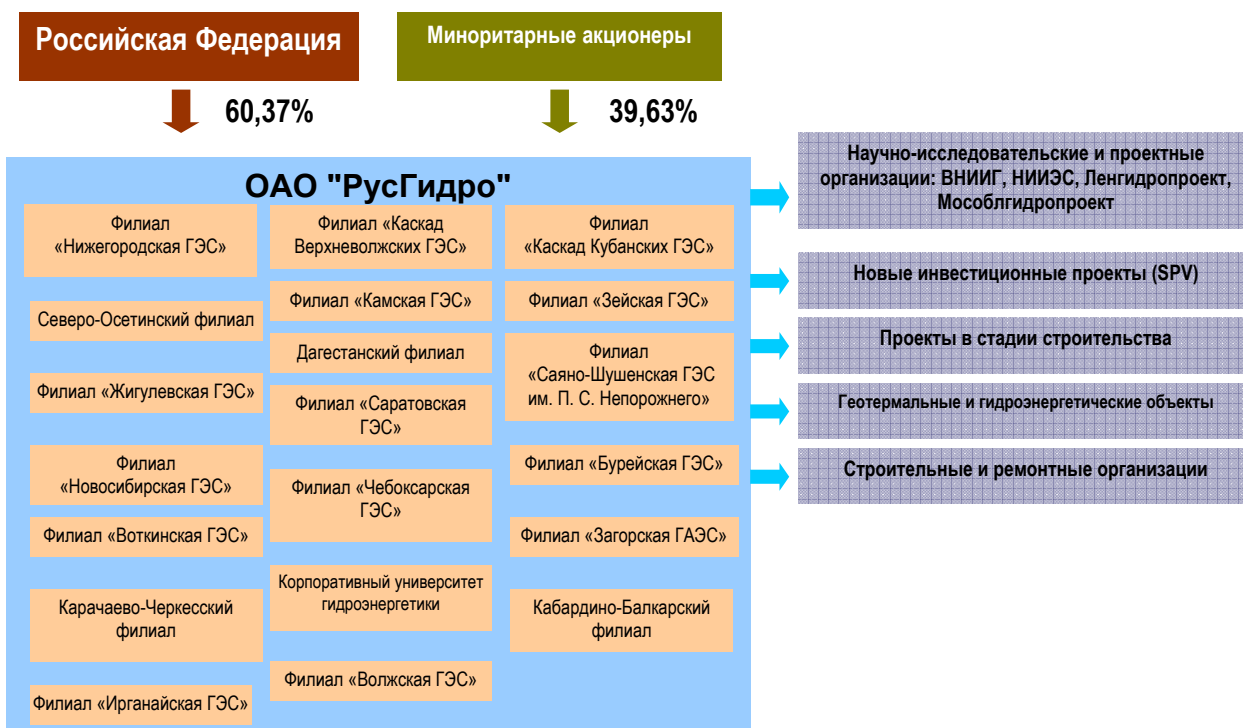 Российская Федерация
Миноритарные акционеры
60,37%
39,63%
ОАО "РусГидро"
Филиал
«Нижегородская ГЭС»
Северо-Осетинский филиал
Филиал «Жигулевская ГЭС»
Филиал
«Новосибирская ГЭС»
Филиал «Воткинская ГЭС»
Карачаево-Черкесский
филиал
Филиал «Ирганайская ГЭС»
Филиал «Каскад
Верхневолжских ГЭС»
Филиал «Камская ГЭС»
Дагестанский филиал
Филиал «Саратовская
ГЭС»
Филиал «Чебоксарская
ГЭС»
Корпоративный университет
гидроэнергетики
Филиал «Волжская ГЭС»
Филиал
«Каскад Кубанских ГЭС»
Филиал «Зейская ГЭС»
Филиал
«Саяно-Шушенская ГЭС
им. П. С. Непорожнего»
Филиал «Бурейская ГЭС»
Филиал «Загорская ГАЭС»
Кабардино-Балкарский
филиал
Научно-исследовательские и проектные
организации: ВНИИГ, НИИЭС, Ленгидропроект,
Мособлгидропроект
Новые инвестиционные проекты (SPV)
Проекты в стадии строительства
Геотермальные и гидроэнергетические объекты
Строительные и ремонтные организации